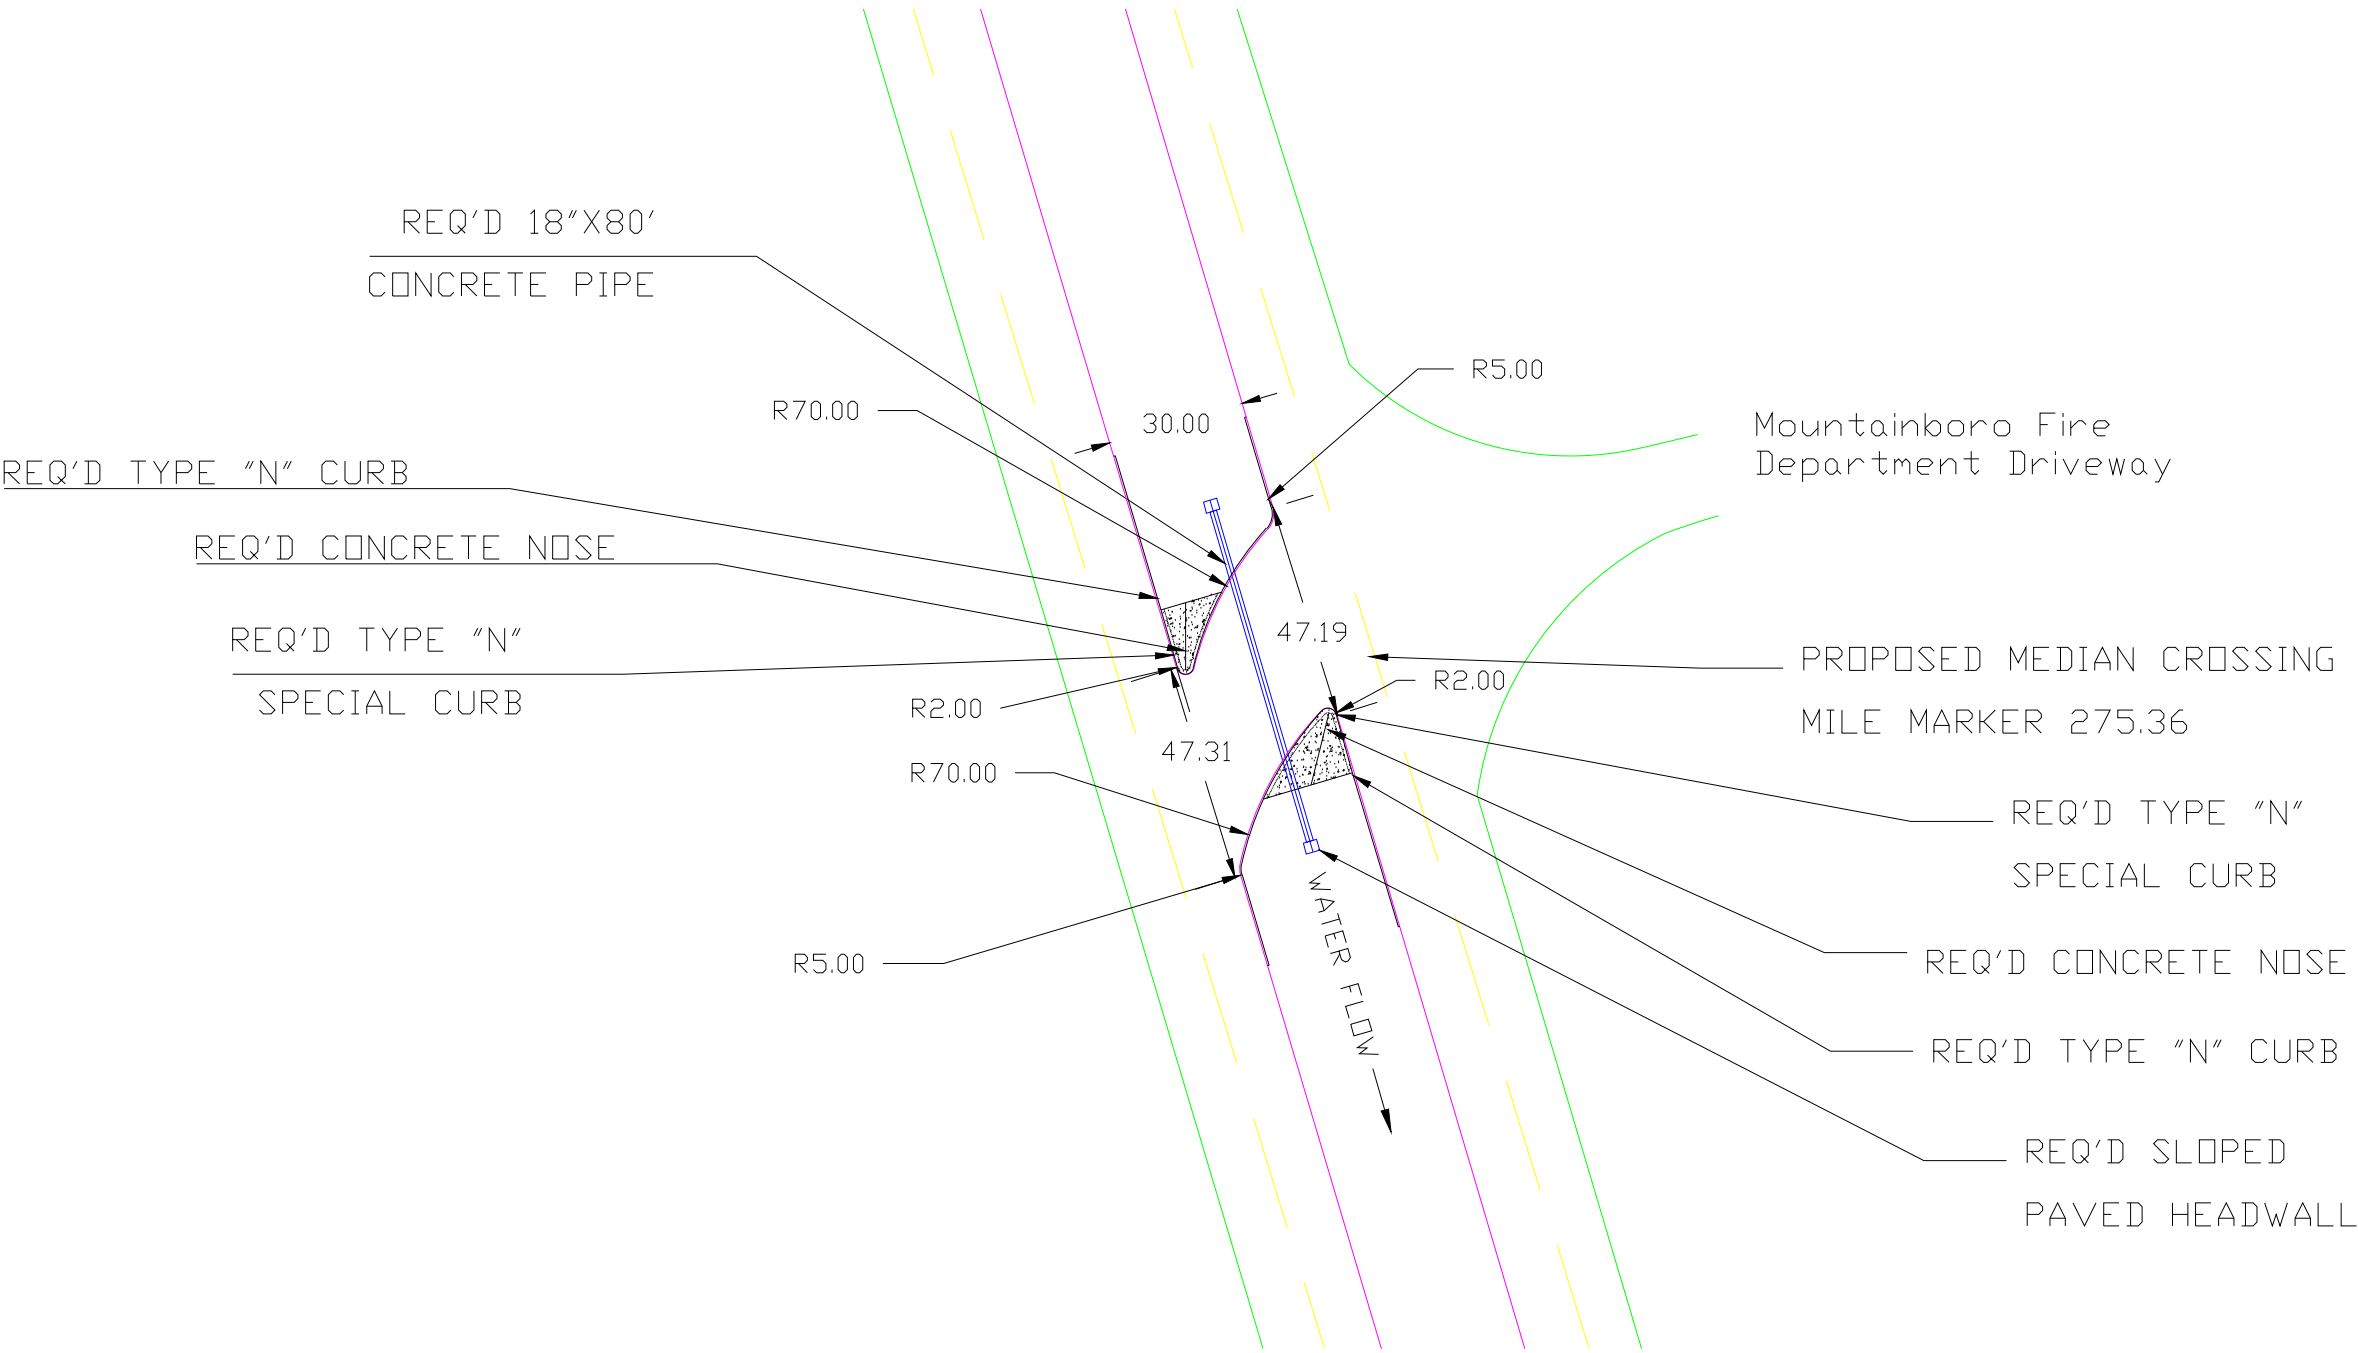 REQ'D 18"X80'
CONCRETE PIPE
R5.00
R70.00
30.00
Mountainboro Fire
Department Driveway
REQ'D TYPE "N" CURB
REQ'D CONCRETE NOSE
REQ'D TYPE "N"
SPECIAL CURB
47.19
PROPOSED MEDIAN CROSSING
MILE MARKER 275.36
R2.00
R2.00
47.31
R70.00
REQ'D TYPE "N"
SPECIAL CURB
R5.00
WATER FLOW
REQ'D CONCRETE NOSE
REQ'D TYPE "N" CURB
REQ'D SLOPED
PAVED HEADWALL